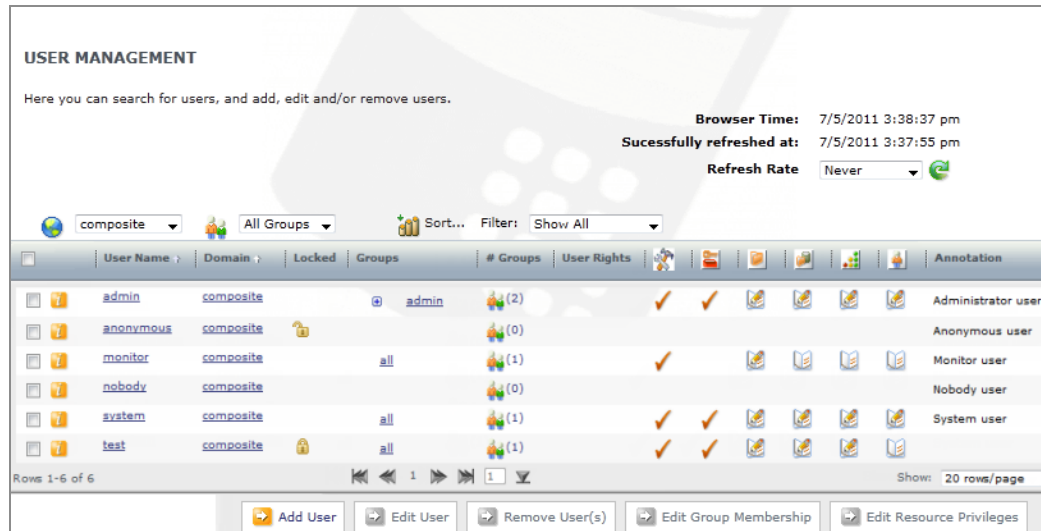 USER MANAGEMENT
Here you can search for users, and add, edit and/or remove users.
Browser Time: 7/5/2011 3:38:37 pm
Sucessfully refreshed at: 7/5/2011 3:37:55 pm
Refresh Rate Never
composite All Groups Sort... Filter: Show All
User Name Domain Locked Groups # Groups User Rights Annotation
admin composite admin (2) Administrator user
anonymous composite (0) Anonymous user
monitor composite all (1) Monitor user
nobody composite (0) Nobody user
system composite all (1) System user
test composite all (1)
Rows 1-6 of 6 1 1 Show: 20 rows/page
Add User Edit User Remove User(s) Edit Group Membership Edit Resource Privileges